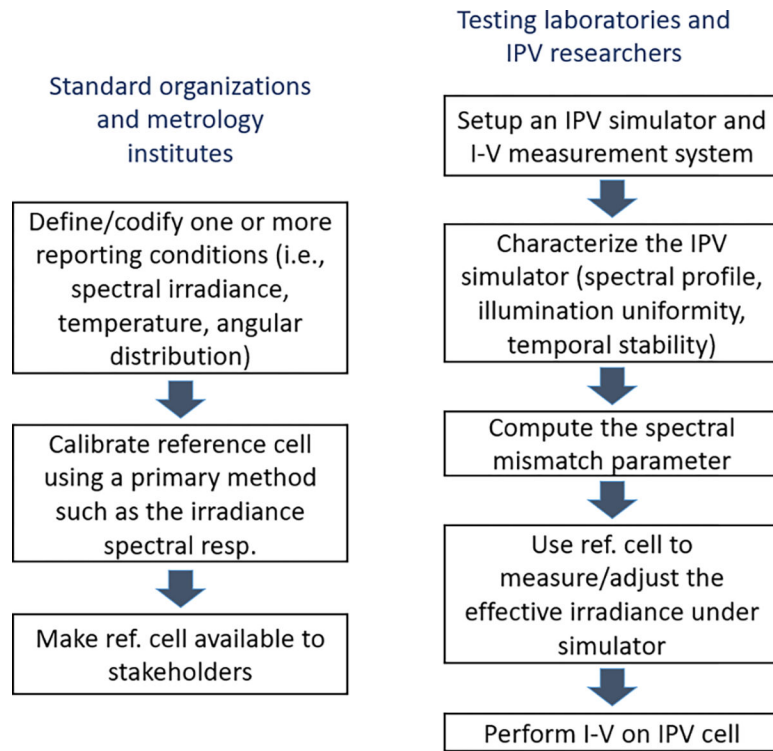 Standard organizations
and metrology
institutes
Define/codify one or more
reporting conditions (i.e.,
spectral irradiance,
temperature, angular
distribution)
Calibrate reference cell
using a primary method
such as the irradiance
spectral resp.
Make ref. cell available to
stakeholders
Testing laboratories and
IPV researchers
Setup an IPV simulator and
I-V measurement system
Characterize the IPV
simulator (spectral profile,
illumination uniformity,
temporal stability)
Compute the spectral
mismatch parameter
Use ref. cell to
measure/adjust the
effective irradiance under
simulator
Perform I-V on IPV cell